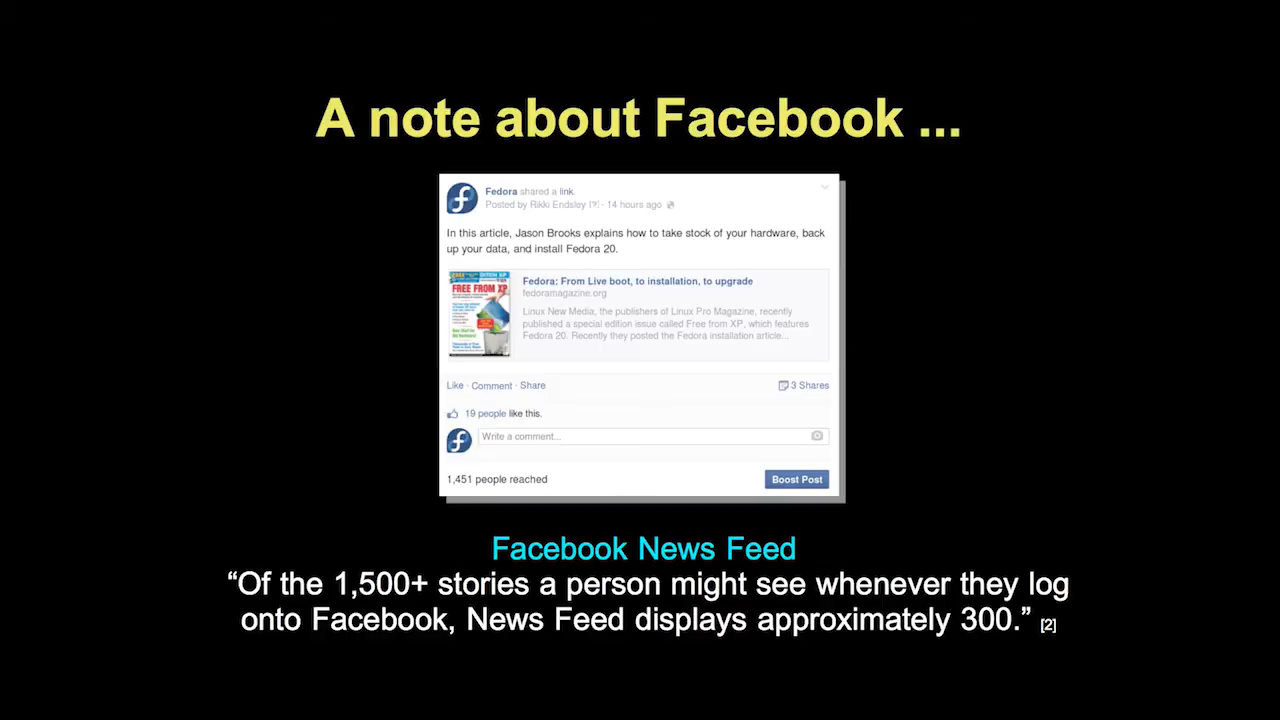 A note about Facebook ...
Fedora shared a link.
Posted by Rikki Endsley [?] · 14 hours ago
In this article, Jason Brooks explains how to take stock of your hardware, back
up your data, and install Fedora 20.
FREE FROM XP
Fedora: From Live boot, to installation, to upgrade
fedoramagazine.org
Linux New Media, the publishers of Linux Pro Magazine, recently
published a special edition issue called Free from XP, which features
Fedora 20. Recently they posted the Fedora installation article...
Like · Comment · Share
3 Shares
19 people like this.
Write a comment...
1,451 people reached
Boost Post
Facebook News Feed
“Of the 1,500+ stories a person might see whenever they log
onto Facebook, News Feed displays approximately 300.” [2]